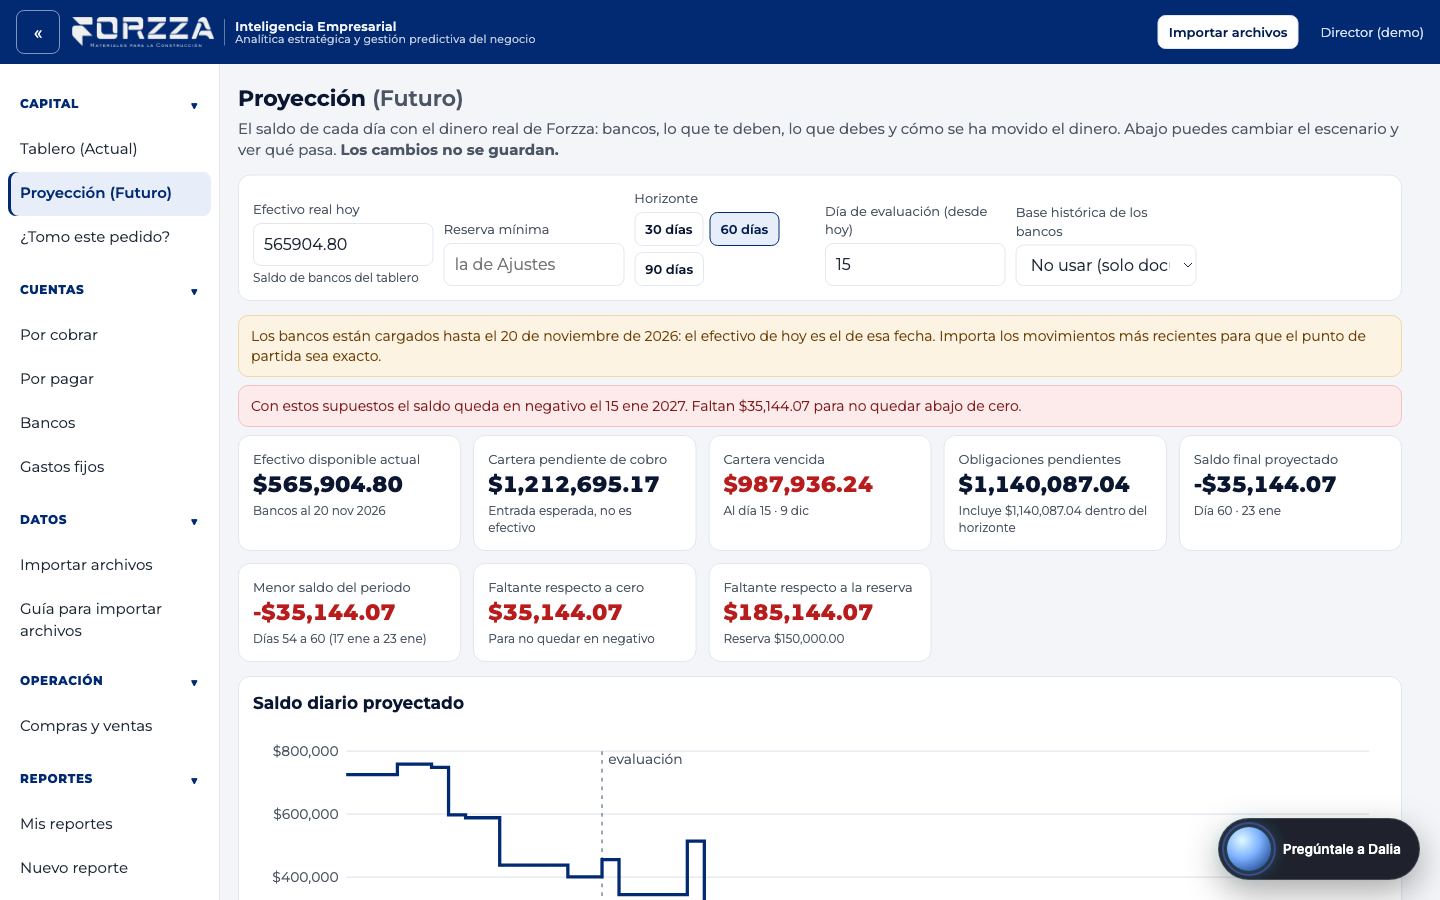 «
FORZZA
Materiales para la Construcción
Inteligencia Empresarial
Analítica estratégica y gestión predictiva del negocio
Importar archivos
Director (demo)
CAPITAL ▼
Tablero (Actual)
Proyección (Futuro)
¿Tomo este pedido?
CUENTAS ▼
Por cobrar
Por pagar
Bancos
Gastos fijos
DATOS ▼
Importar archivos
Guía para importar
archivos
OPERACIÓN ▼
Compras y ventas
REPORTES ▼
Mis reportes
Nuevo reporte
Proyección (Futuro)
El saldo de cada día con el dinero real de Forzza: bancos, lo que te deben, lo que debes y cómo se ha movido el dinero. Abajo puedes cambiar el escenario y
ver qué pasa. Los cambios no se guardan.
Efectivo real hoy
565904.80
Saldo de bancos del tablero
Reserva mínima
la de Ajustes
Horizonte
30 días
60 días
90 días
Día de evaluación (desde
hoy)
15
Base histórica de los
bancos
No usar (solo docu
Los bancos están cargados hasta el 20 de noviembre de 2026: el efectivo de hoy es el de esa fecha. Importa los movimientos más recientes para que el punto de
partida sea exacto.
Con estos supuestos el saldo queda en negativo el 15 ene 2027. Faltan $35,144.07 para no quedar abajo de cero.
Efectivo disponible actual
$565,904.80
Bancos al 20 nov 2026
Cartera pendiente de cobro
$1,212,695.17
Entrada esperada, no es
efectivo
Cartera vencida
$987,936.24
Al día 15 · 9 dic
Obligaciones pendientes
$1,140,087.04
Incluye $1,140,087.04 dentro del
horizonte
Saldo final proyectado
-$35,144.07
Día 60 · 23 ene
Menor saldo del periodo
-$35,144.07
Días 54 a 60 (17 ene a 23 ene)
Faltante respecto a cero
$35,144.07
Para no quedar en negativo
Faltante respecto a la reserva
$185,144.07
Reserva $150,000.00
Saldo diario proyectado
$800,000
evaluación
$600,000
$400,000
Pregúntale a Dalia